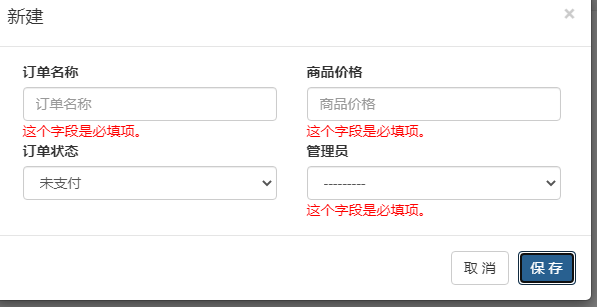 新建
×
订单名称 商品价格
订单名称 商品价格
这个字段是必填项。 这个字段是必填项。
订单状态 管理员
未支付 ---------
这个字段是必填项。
取 消 保 存